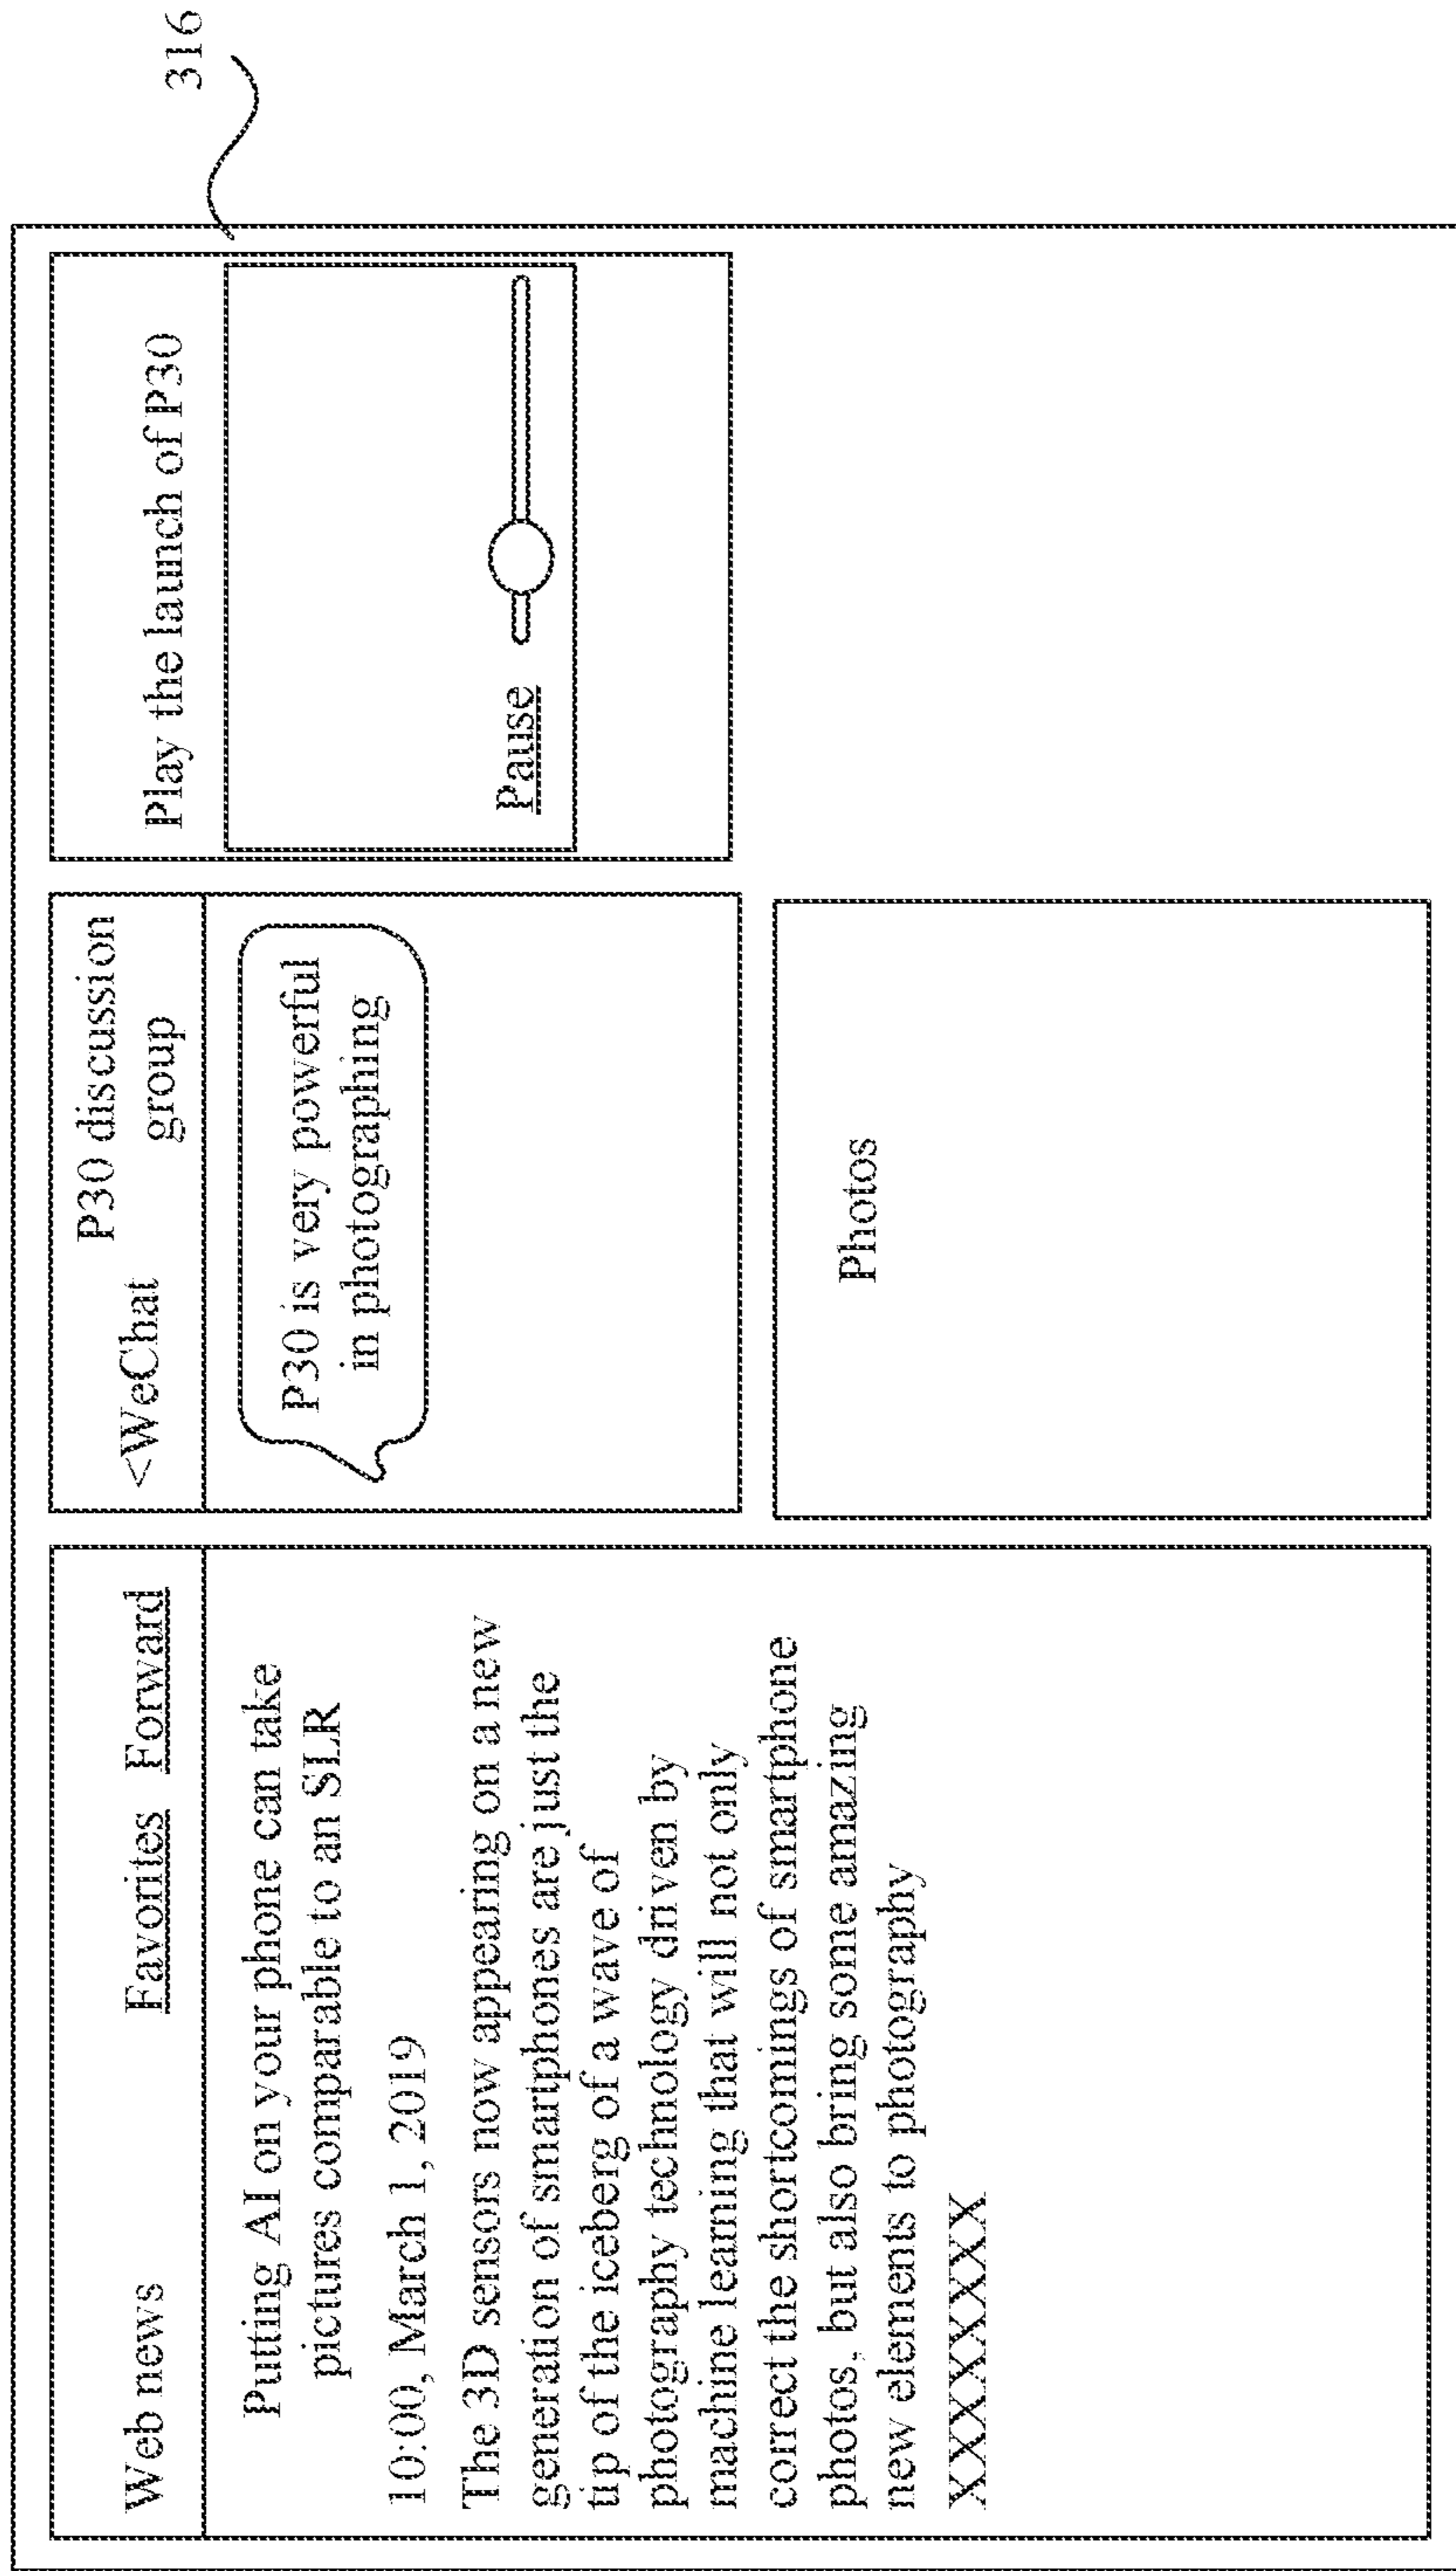 316
Web news Favorites Forward
Putting AI on your phone can take
pictures comparable to an SLR
10:00, March 1, 2019
The 3D sensors now appearing on a new
generation of smartphones are just the
tip of the iceberg of a wave of
photography technology driven by
machine learning that will not only
correct the shortcomings of smartphone
photos, but also bring some amazing
new elements to photography
XXXXXXXX
P30 discussion
<WeChat
group
P30 is very powerful
in photographing
Photos
Play the launch of P30
Pause